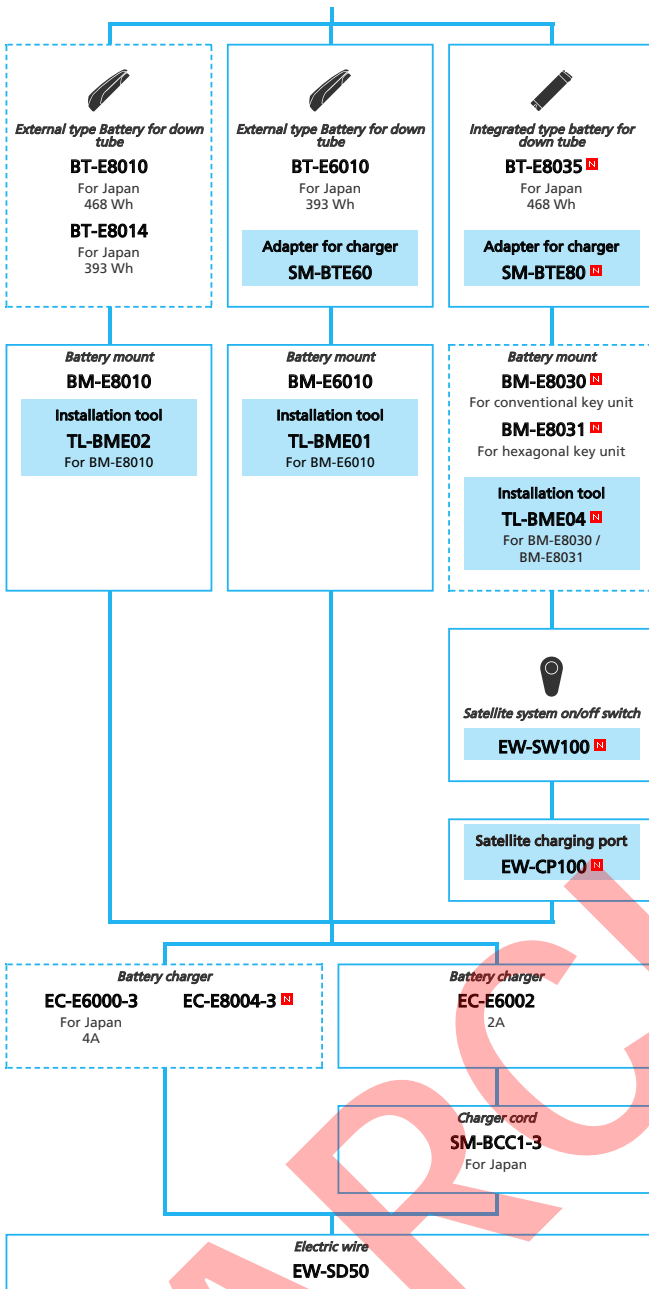 External type Battery for down
tube
BT-E8010
For Japan
468 Wh
BT-E8014
For Japan
393 Wh
External type Battery for down
tube
BT-E6010
For Japan
393 Wh
Adapter for charger
SM-BTE60
Integrated type battery for
down tube
BT-E8035 N
For Japan
468 Wh
Adapter for charger
SM-BTE80 N
Battery mount
BM-E8010
Installation tool
TL-BME02
For BM-E8010
Battery mount
BM-E6010
Installation tool
TL-BME01
For BM-E6010
Battery mount
BM-E8030 N
For conventional key unit
BM-E8031 N
For hexagonal key unit
Installation tool
TL-BME04 N
For BM-E8030 /
BM-E8031
Satellite system on/off switch
EW-SW100 N
Satellite charging port
EW-CP100 N
Battery charger
EC-E6000-3
For Japan
4A
EC-E8004-3 N
Battery charger
EC-E6002
2A
Charger cord
SM-BCC1-3
For Japan
Electric wire
EW-SD50